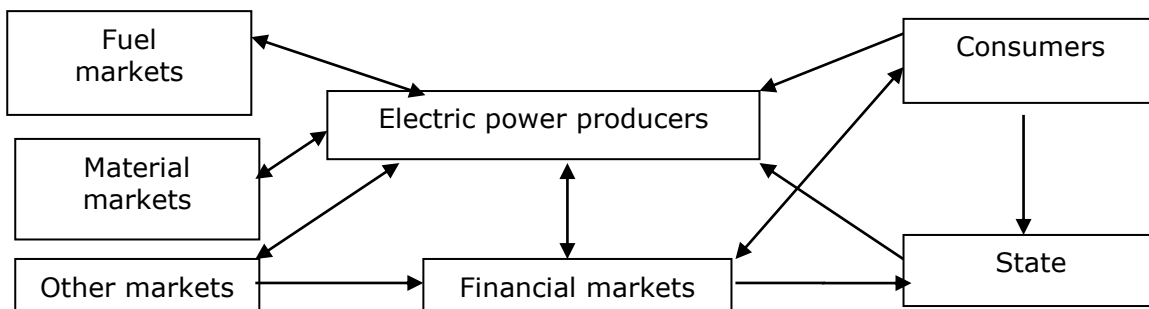 Fuel
markets
Consumers
Electric power producers
Material
markets
State
Other markets
Financial markets